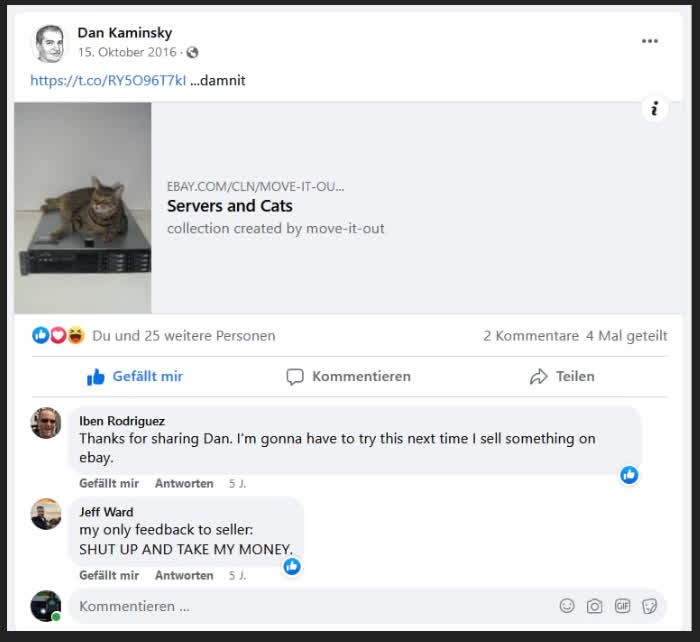 Dan Kaminsky
15. Oktober 2016 ·
https://t.co/RY5O96T7kI ...damnit
EBAY.COM/CLN/MOVE-IT-OU...
Servers and Cats
collection created by move-it-out
Du und 25 weitere Personen
2 Kommentare 4 Mal geteilt
Gefällt mir
Kommentieren
Teilen
Iben Rodriguez
Thanks for sharing Dan. I'm gonna have to try this next time I sell something on
ebay.
Gefällt mir Antworten 5 J.
Jeff Ward
my only feedback to seller:
SHUT UP AND TAKE MY MONEY.
Gefällt mir Antworten 5 J.
Kommentieren ...
GIF